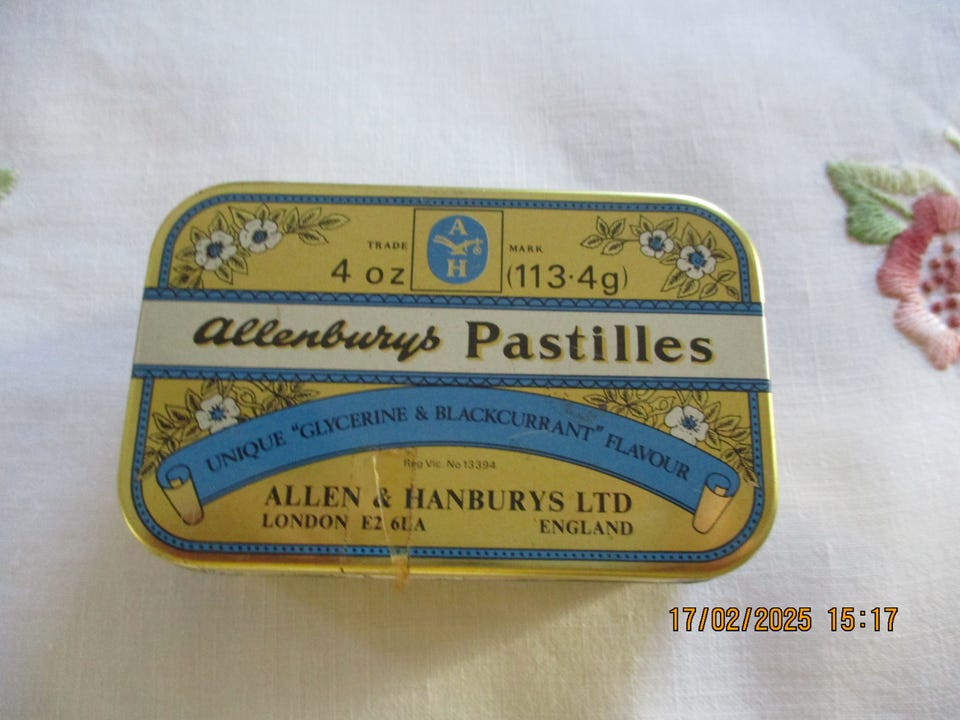 A
H
TRADE MARK
4 oz (113·4g)
Allenburys Pastilles
UNIQUE "GLYCERINE & BLACKCURRANT" FLAVOUR
Reg Vic. No 13394
ALLEN & HANBURYS LTD
LONDON E2 6LA ENGLAND
17/02/2025 15:17